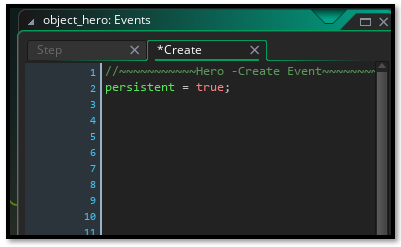 object_hero: Events
Step
*Create
1 //~~~~~~~~~~~Hero -Create Event~~~~~~~~
2 persistent = true;
3
4
5
6
7
8
9
10
11